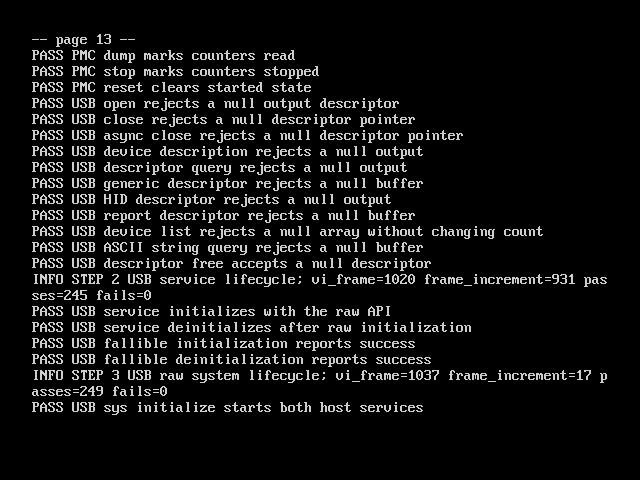 -- page 13 --
PASS PMC dump marks counters read
PASS PMC stop marks counters stopped
PASS PMC reset clears started state
PASS USB open rejects a null output descriptor
PASS USB close rejects a null descriptor pointer
PASS USB async close rejects a null descriptor pointer
PASS USB device description rejects a null output
PASS USB descriptor query rejects a null output
PASS USB generic descriptor rejects a null buffer
PASS USB HID descriptor rejects a null output
PASS USB report descriptor rejects a null buffer
PASS USB device list rejects a null array without changing count
PASS USB ASCII string query rejects a null buffer
PASS USB descriptor free accepts a null descriptor
INFO STEP 2 USB service lifecycle; vi_frame=1020 frame_increment=931 pas
ses=245 fails=0
PASS USB service initializes with the raw API
PASS USB service deinitializes after raw initialization
PASS USB fallible initialization reports success
PASS USB fallible deinitialization reports success
INFO STEP 3 USB raw system lifecycle; vi_frame=1037 frame_increment=17 p
asses=249 fails=0
PASS USB sys initialize starts both host services